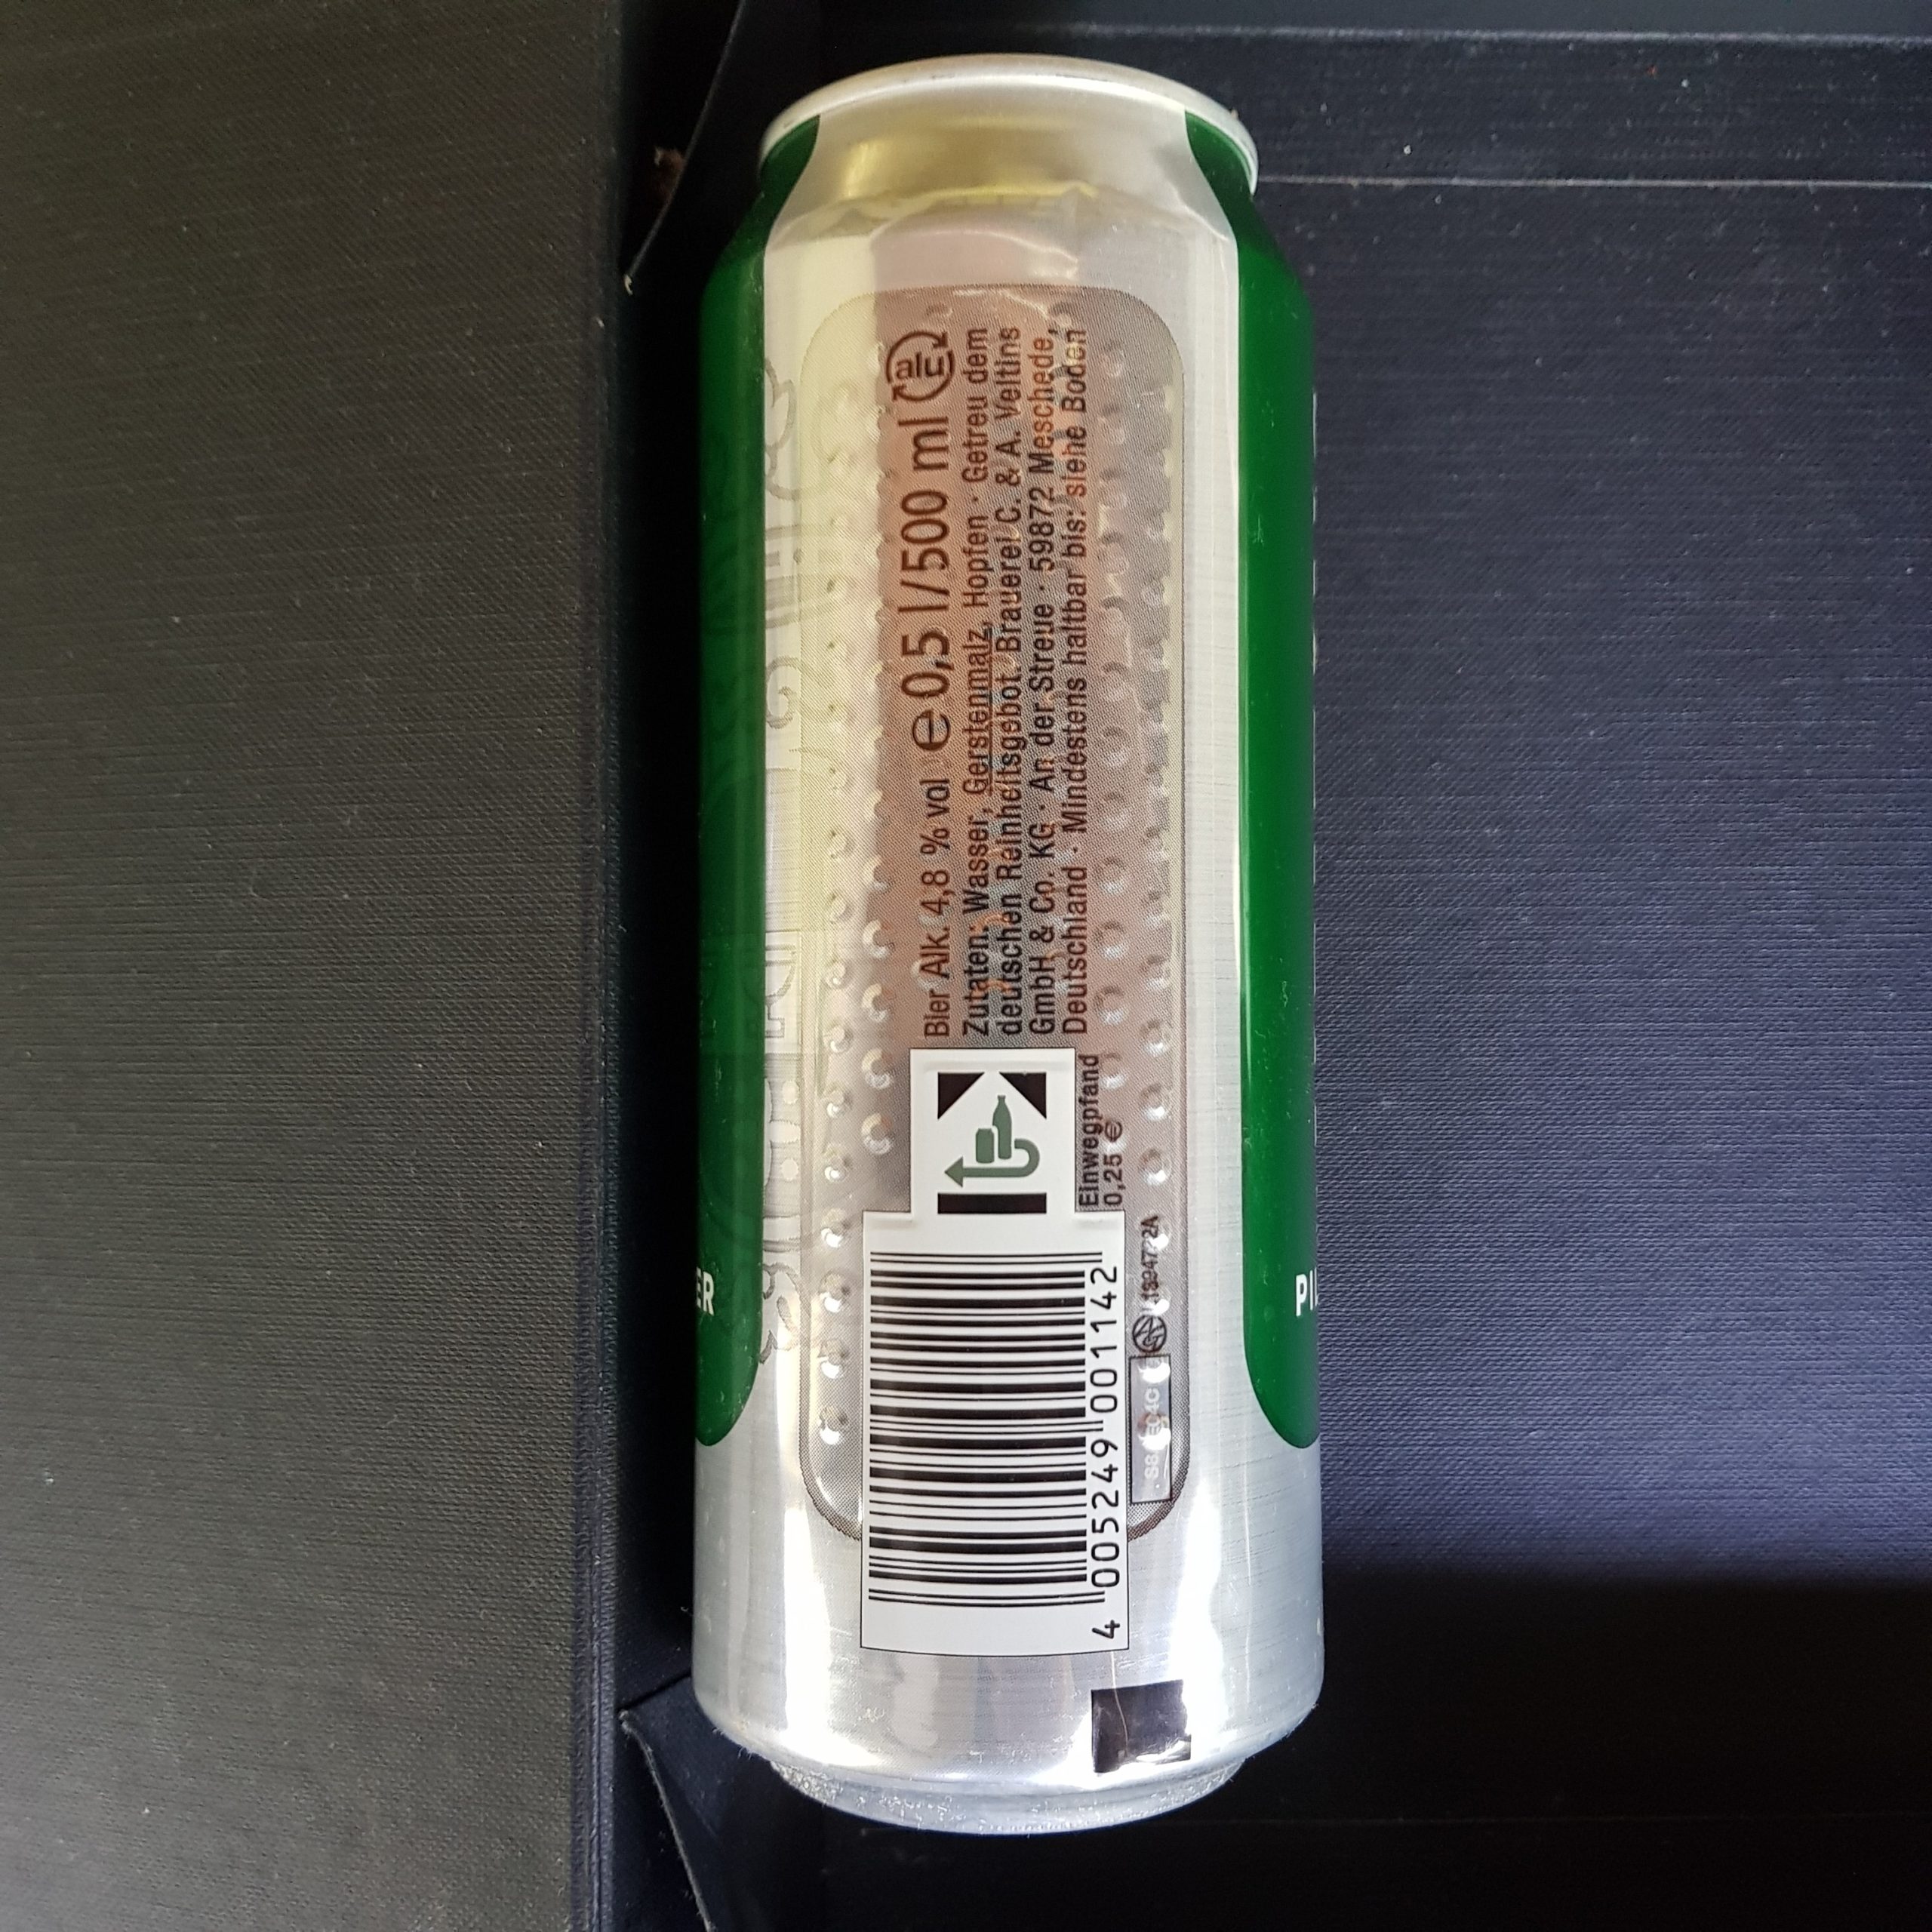 Bier Alk. 4,8 % vol ℮ 0,5 l/500 ml
Zutaten: Wasser, Gerstenmalz, Hopfen · Getreu dem
deutschen Reinheitsgebot. Brauerei C. & A. Veltins
GmbH & Co. KG · An der Streue · 59872 Meschede,
Deutschland · Mindestens haltbar bis: siehe Boden
Einwegpfand
0,25 €
4 005249 001142
ER
PIL